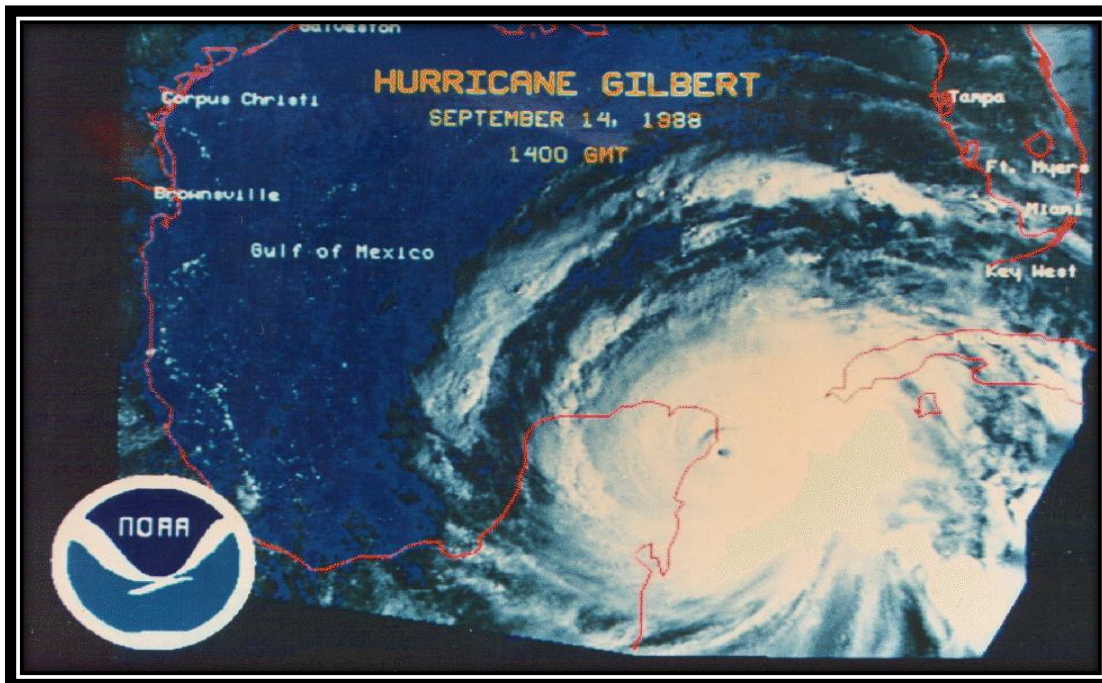 Galveston
HURRICANE GILBERT
SEPTEMBER 14, 1988
1400 GMT
Corpus Christi
Tampa
Ft. Myers
Brownsville
Miami
Gulf of Mexico
Key West
NOAA